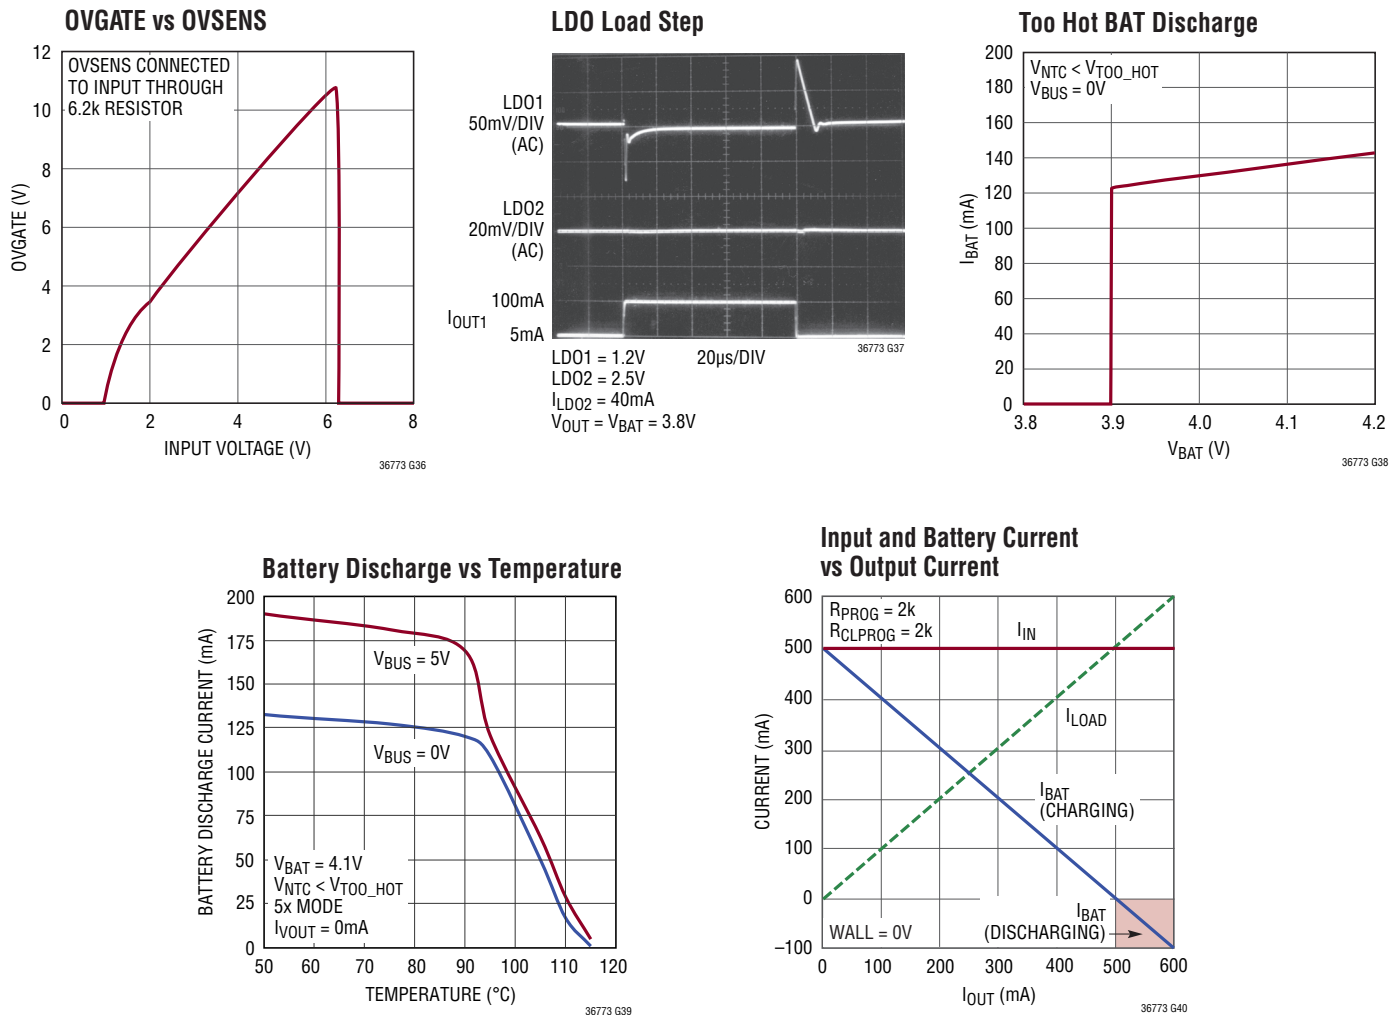 OVGATE vs OVSENS
OVSENS CONNECTED
TO INPUT THROUGH
6.2k RESISTOR
OVGATE (V)
12
10
8
6
4
2
0
0 2 4 6 8
INPUT VOLTAGE (V)
36773 G36
LDO Load Step
LDO1
50mV/DIV
(AC)
LDO2
20mV/DIV
(AC)
100mA
IOUT1
5mA
36773 G37
LDO1 = 1.2V 20µs/DIV
LDO2 = 2.5V
ILDO2 = 40mA
VOUT = VBAT = 3.8V
Too Hot BAT Discharge
VNTC < VTOO_HOT
VBUS = 0V
IBAT (mA)
200
180
160
140
120
100
80
60
40
20
0
3.8 3.9 4.0 4.1 4.2
VBAT (V)
36773 G38
Battery Discharge vs Temperature
BATTERY DISCHARGE CURRENT (mA)
200
175
150
125
100
75
50
25
0
VBUS = 5V
VBUS = 0V
VBAT = 4.1V
VNTC < VTOO_HOT
5x MODE
IVOUT = 0mA
50 60 70 80 90 100 110 120
TEMPERATURE (°C)
36773 G39
Input and Battery Current
vs Output Current
CURRENT (mA)
600
500
400
300
200
100
0
–100
RPROG = 2k
RCLPROG = 2k
IIN
ILOAD
IBAT
(CHARGING)
IBAT
(DISCHARGING)
WALL = 0V
0 100 200 300 400 500 600
IOUT (mA)
36773 G40